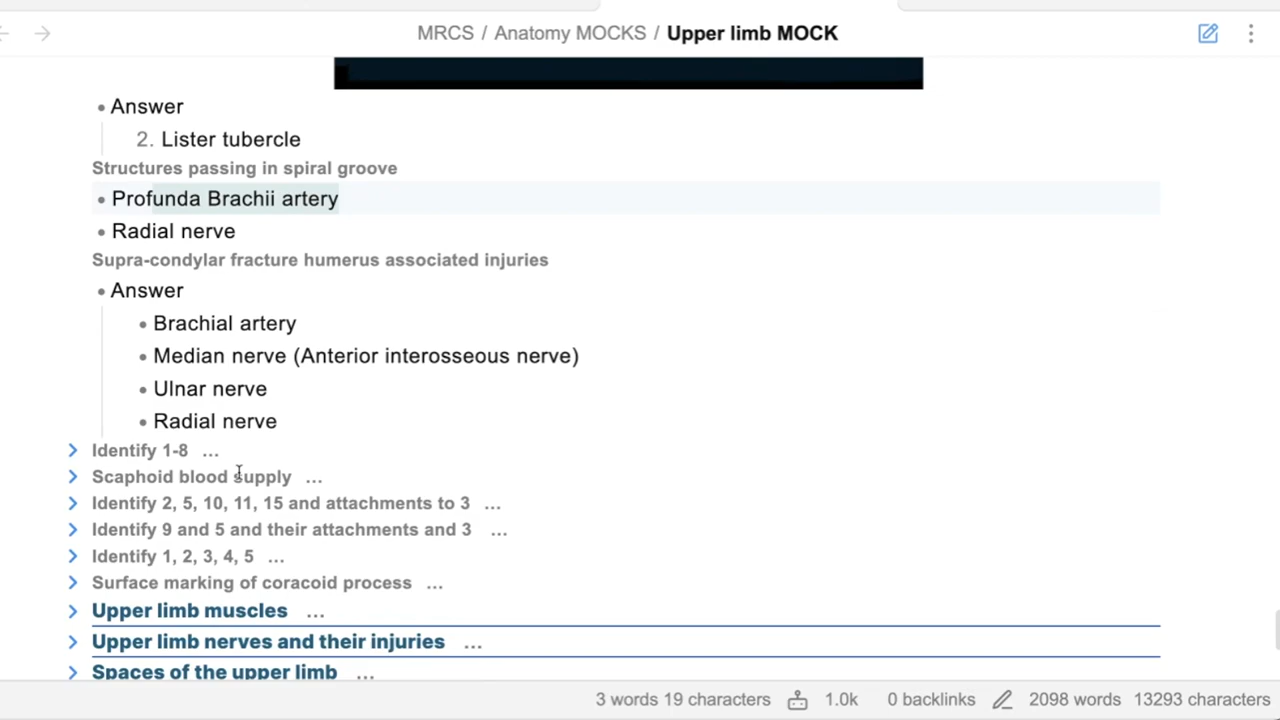 MRCS / Anatomy MOCKS / Upper limb MOCK
Answer
2. Lister tubercle
Structures passing in spiral groove
Profunda Brachii artery
Radial nerve
Supra-condylar fracture humerus associated injuries
Answer
Brachial artery
Median nerve (Anterior interosseous nerve)
Ulnar nerve
Radial nerve
Identify 1-8 ...
Scaphoid blood supply ...
Identify 2, 5, 10, 11, 15 and attachments to 3 ...
Identify 9 and 5 and their attachments and 3 ...
Identify 1, 2, 3, 4, 5 ...
Surface marking of coracoid process ...
Upper limb muscles ...
Upper limb nerves and their injuries ...
Spaces of the upper limb ...
3 words 19 characters 1.0k 0 backlinks 2098 words 13293 characters